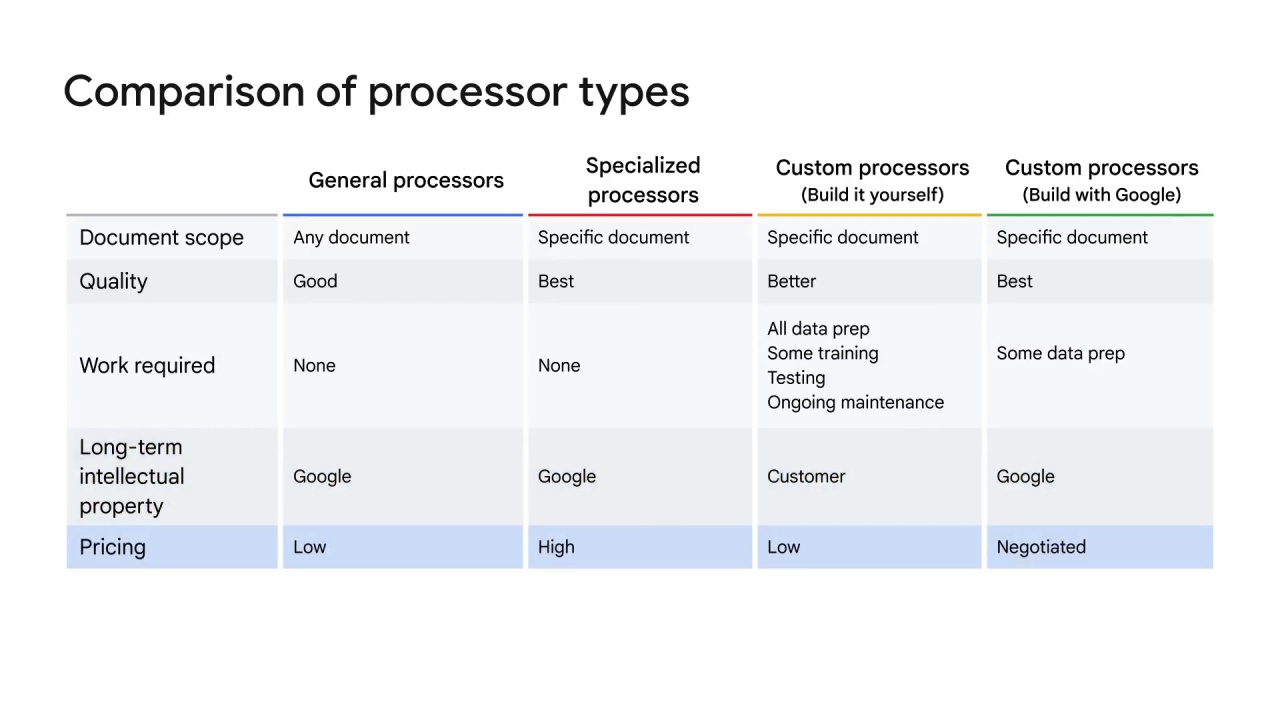 Comparison of processor types
General processors
Specialized
processors
Custom processors
(Build it yourself)
Custom processors
(Build with Google)
Document scope
Any document
Specific document
Specific document
Specific document
Quality
Good
Best
Better
Best
Work required
None
None
All data prep
Some training
Testing
Ongoing maintenance
Some data prep
Long-term
intellectual
property
Google
Google
Customer
Google
Pricing
Low
High
Low
Negotiated